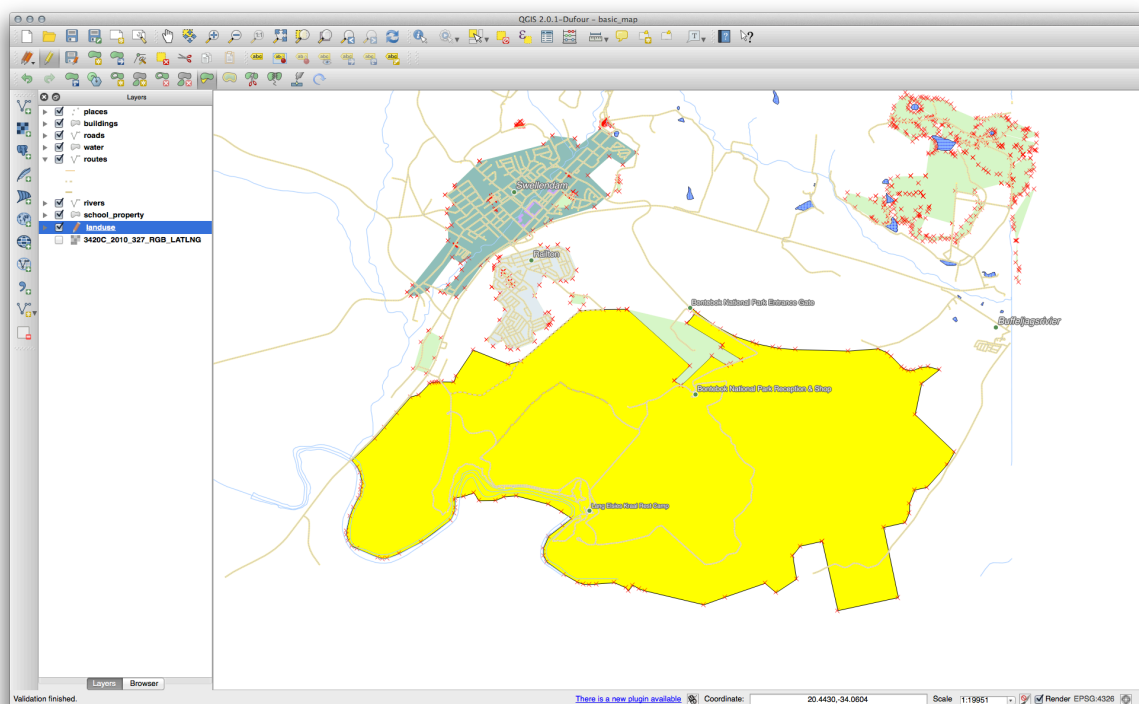 QGIS 2.0.1-Dufour - basic_map
Layers
places
buildings
roads
water
routes
rivers
school_property
landuse
3420C_2010_327_RGB_LATLNG
Swellendam
Railton
Bontebok National Park Entrance Gate
Buffeljagsrivier
Bontebok National Park Reception & Shop
Lang Elsies Kraal Rest Camp
Layers Browser
Validation finished. There is a new plugin available Coordinate: 20.4430,-34.0604 Scale 1:19951 Render EPSG:4326